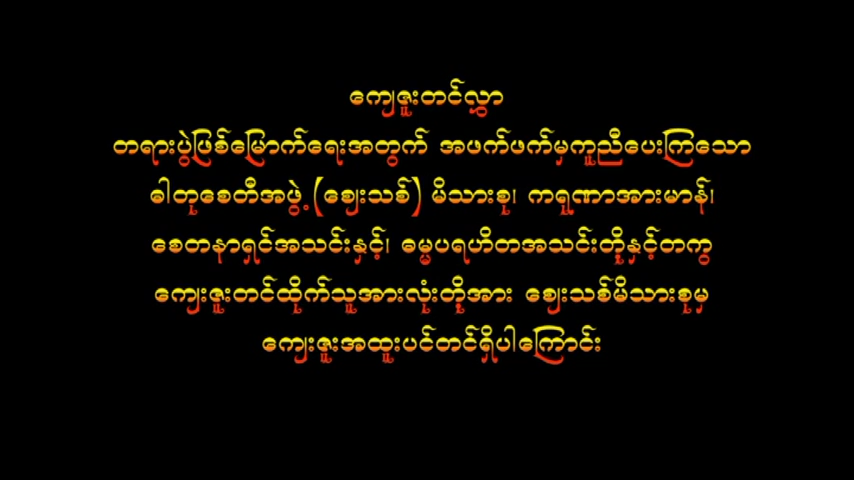 ကျေဇူးတင်လွှာ
တရားပွဲဖြစ်မြောက်ရေးအတွက် အဖက်ဖက်မှကူညီပေးကြသော
ဓါတုစေတီအဖွဲ့ (ဈေးသစ်) မိသားစု၊ ကရုဏာအားမာန်၊
စေတနာရှင်အသင်းနှင့်၊ ဓမ္မပရဟိတအသင်းတို့နှင့်တကွ
ကျေးဇူးတင်ထိုက်သူအားလုံးတို့အား ဈေးသစ်မိသားစုမှ
ကျေးဇူးအထူးပင်တင်ရှိပါကြောင်း